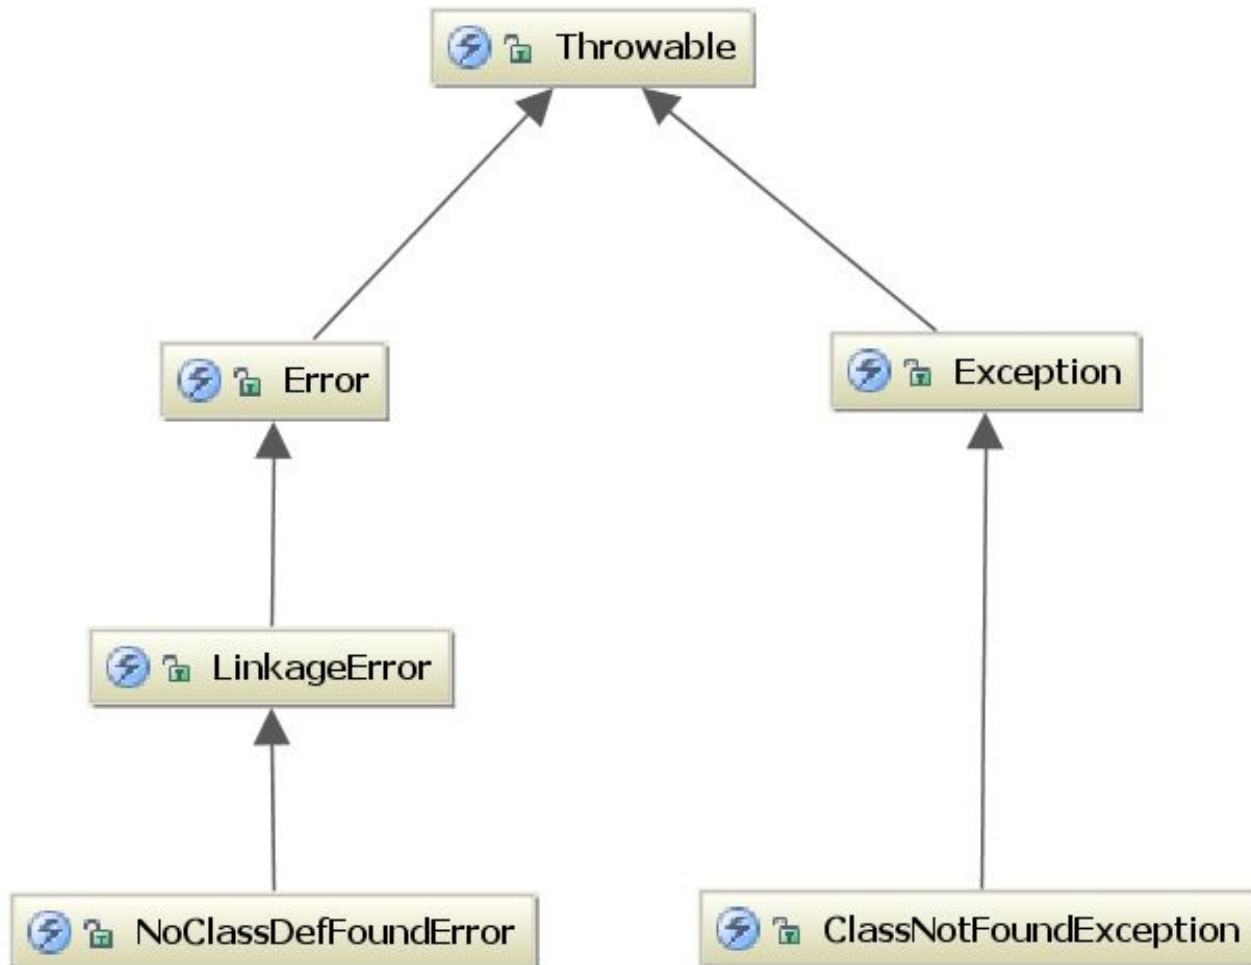 Throwable
Error
Exception
LinkageError
NoClassDefFoundError
ClassNotFoundException